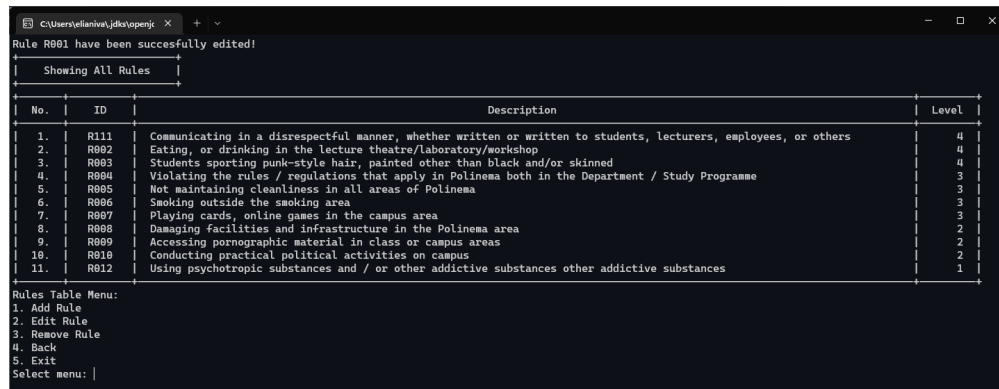 C:\Users\elianiva\.jdks\openjc
Rule R001 have been succesfully edited!
Showing All Rules
No. | ID | Description | Level
1. | R111 | Communicating in a disrespectful manner, whether written or written to students, lecturers, employees, or others | 4
2. | R002 | Eating, or drinking in the lecture theatre/laboratory/workshop | 4
3. | R003 | Students sporting punk-style hair, painted other than black and/or skinned | 4
4. | R004 | Violating the rules / regulations that apply in Polinema both in the Department / Study Programme | 3
5. | R005 | Not maintaining cleanliness in all areas of Polinema | 3
6. | R006 | Smoking outside the smoking area | 3
7. | R007 | Playing cards, online games in the campus area | 3
8. | R008 | Damaging facilities and infrastructure in the Polinema area | 2
9. | R009 | Accessing pornographic material in class or campus areas | 2
10. | R010 | Conducting practical political activities on campus | 2
11. | R012 | Using psychotropic substances and / or other addictive substances other addictive substances | 1
Rules Table Menu:
1. Add Rule
2. Edit Rule
3. Remove Rule
4. Back
5. Exit
Select menu: